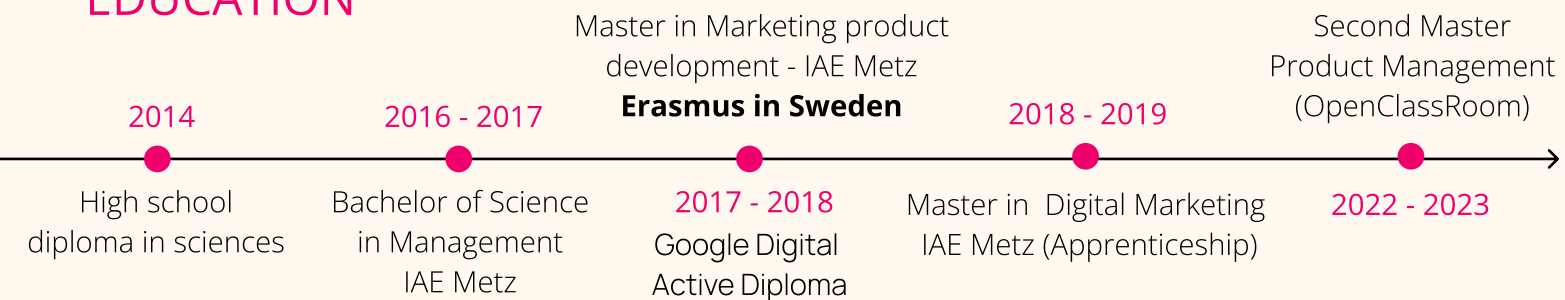 EDUCATION
2014
High school
diploma in sciences
2016 - 2017
Bachelor of Science
in Management
IAE Metz
Master in Marketing product
development - IAE Metz
Erasmus in Sweden
2017 - 2018
Google Digital
Active Diploma
2018 - 2019
Master in  Digital Marketing
IAE Metz (Apprenticeship)
Second Master
Product Management
(OpenClassRoom)
2022 - 2023